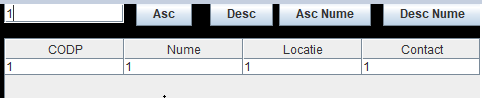 1 Asc Desc Asc Nume Desc Nume
CODP Nume Locatie Contact
1 1 1 1